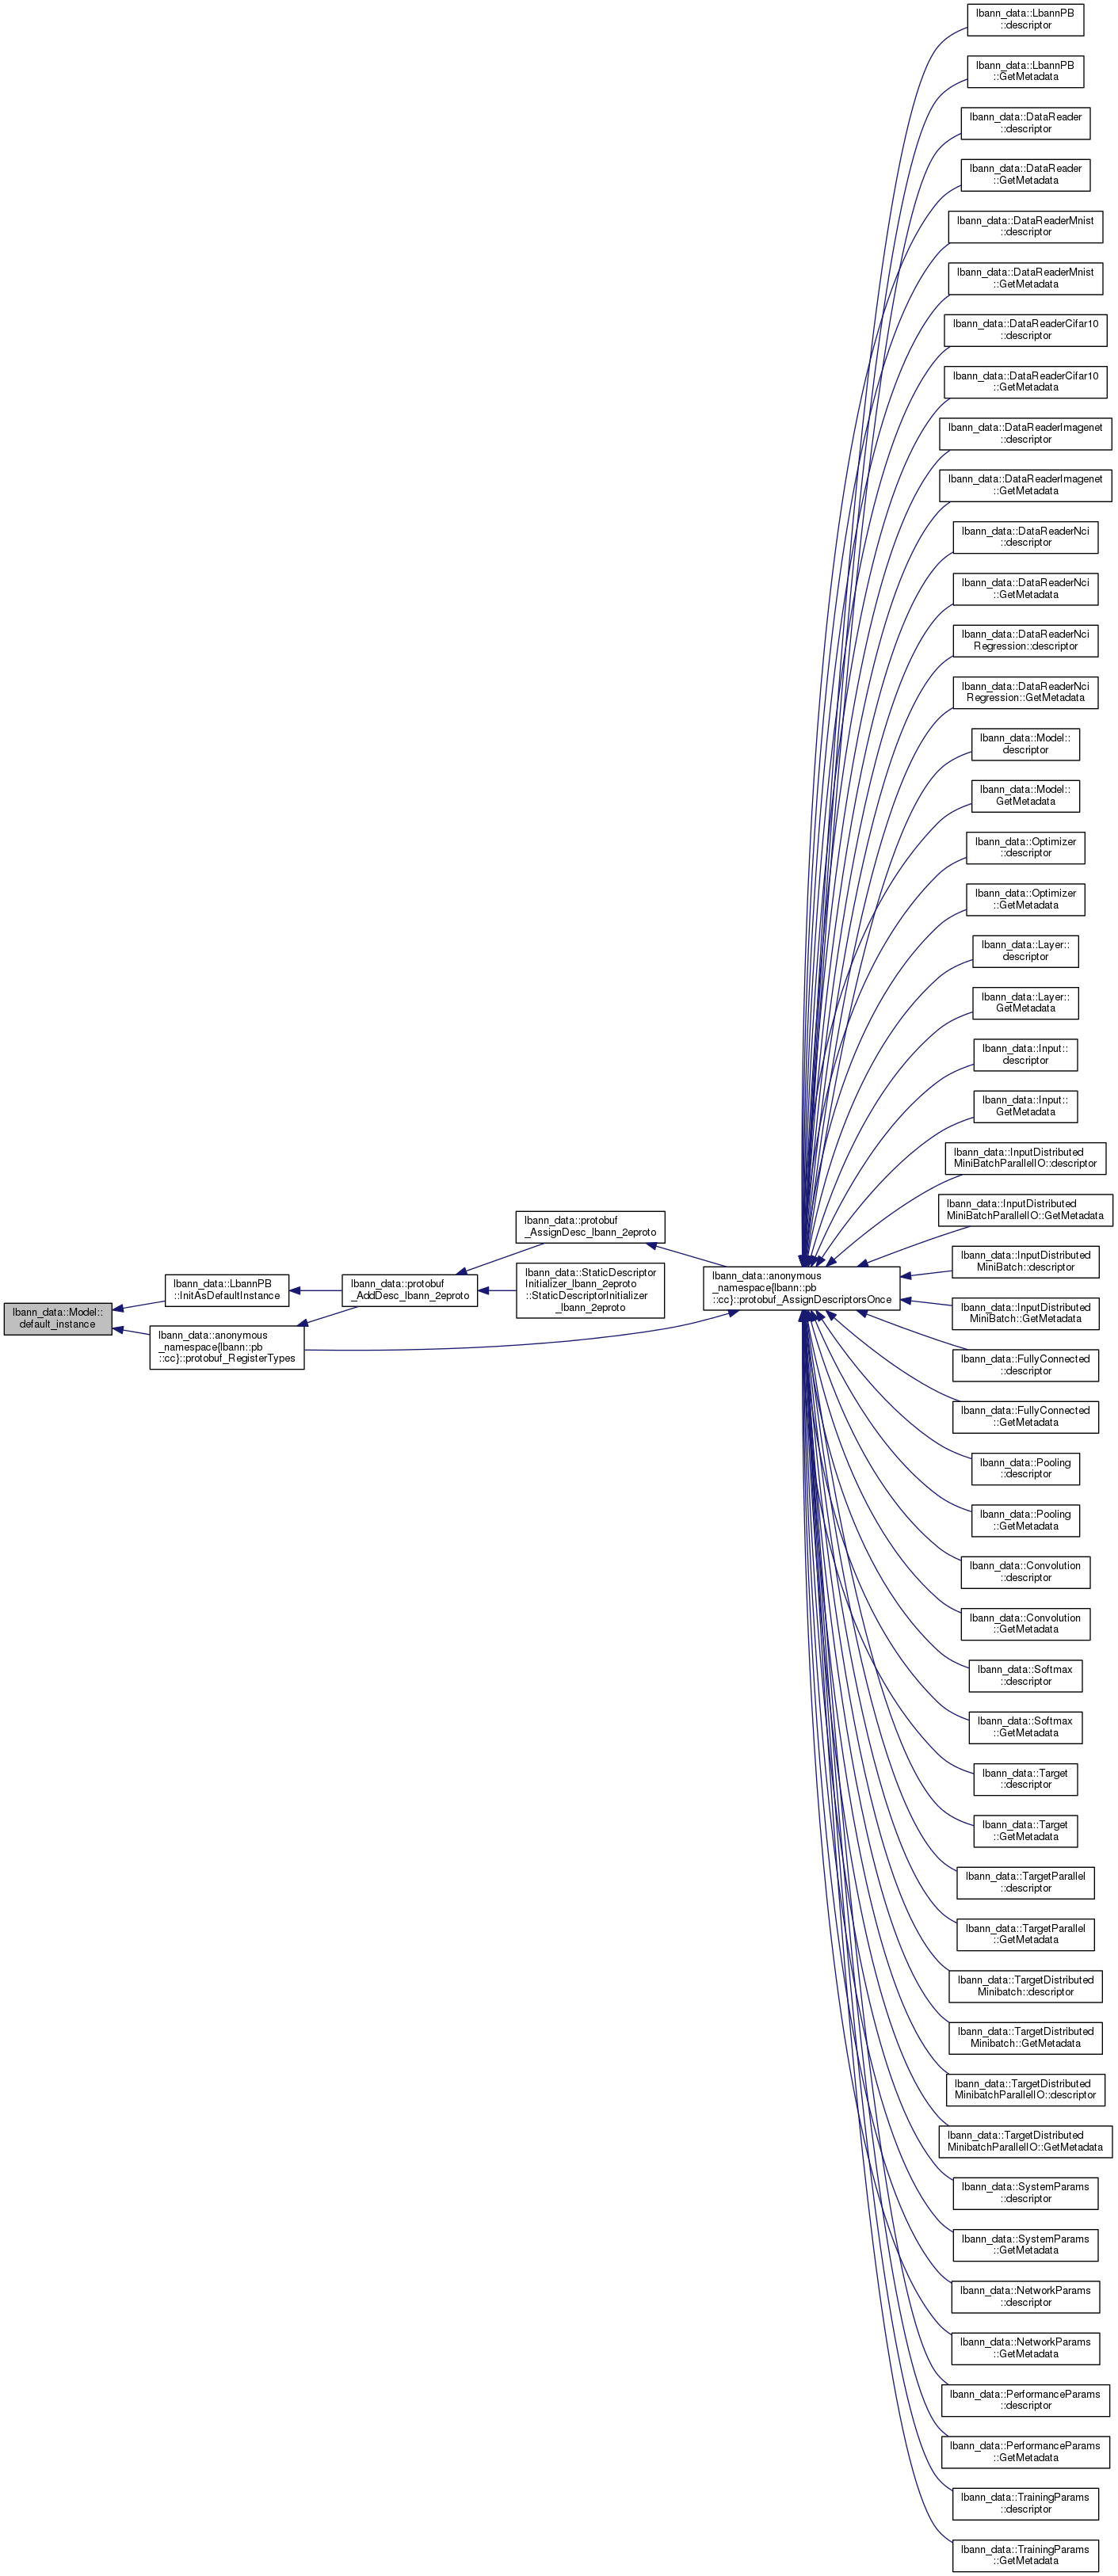 lbann_data::LbannPB
::descriptor
lbann_data::LbannPB
::GetMetadata
lbann_data::DataReader
::descriptor
lbann_data::DataReader
::GetMetadata
lbann_data::DataReaderMnist
::descriptor
lbann_data::DataReaderMnist
::GetMetadata
lbann_data::DataReaderCifar10
::descriptor
lbann_data::DataReaderCifar10
::GetMetadata
lbann_data::DataReaderImagenet
::descriptor
lbann_data::DataReaderImagenet
::GetMetadata
lbann_data::DataReaderNci
::descriptor
lbann_data::DataReaderNci
::GetMetadata
lbann_data::DataReaderNci
Regression::descriptor
lbann_data::DataReaderNci
Regression::GetMetadata
lbann_data::Model::
descriptor
lbann_data::Model::
GetMetadata
lbann_data::Optimizer
::descriptor
lbann_data::Optimizer
::GetMetadata
lbann_data::Layer::
descriptor
lbann_data::Layer::
GetMetadata
lbann_data::Input::
descriptor
lbann_data::Input::
GetMetadata
lbann_data::InputDistributed
MiniBatchParallelIO::descriptor
lbann_data::InputDistributed
MiniBatchParallelIO::GetMetadata
lbann_data::protobuf
_AssignDesc_lbann_2eproto
lbann_data::InputDistributed
MiniBatch::descriptor
lbann_data::StaticDescriptor
Initializer_lbann_2eproto
::StaticDescriptorInitializer
_lbann_2eproto
lbann_data::anonymous
_namespace{lbann::pb
::cc}::protobuf_AssignDescriptorsOnce
lbann_data::LbannPB
::InitAsDefaultInstance
lbann_data::protobuf
_AddDesc_lbann_2eproto
lbann_data::Model::
default_instance
lbann_data::InputDistributed
MiniBatch::GetMetadata
lbann_data::anonymous
_namespace{lbann::pb
::cc}::protobuf_RegisterTypes
lbann_data::FullyConnected
::descriptor
lbann_data::FullyConnected
::GetMetadata
lbann_data::Pooling
::descriptor
lbann_data::Pooling
::GetMetadata
lbann_data::Convolution
::descriptor
lbann_data::Convolution
::GetMetadata
lbann_data::Softmax
::descriptor
lbann_data::Softmax
::GetMetadata
lbann_data::Target
::descriptor
lbann_data::Target
::GetMetadata
lbann_data::TargetParallel
::descriptor
lbann_data::TargetParallel
::GetMetadata
lbann_data::TargetDistributed
Minibatch::descriptor
lbann_data::TargetDistributed
Minibatch::GetMetadata
lbann_data::TargetDistributed
MinibatchParallelIO::descriptor
lbann_data::TargetDistributed
MinibatchParallelIO::GetMetadata
lbann_data::SystemParams
::descriptor
lbann_data::SystemParams
::GetMetadata
lbann_data::NetworkParams
::descriptor
lbann_data::NetworkParams
::GetMetadata
lbann_data::PerformanceParams
::descriptor
lbann_data::PerformanceParams
::GetMetadata
lbann_data::TrainingParams
::descriptor
lbann_data::TrainingParams
::GetMetadata